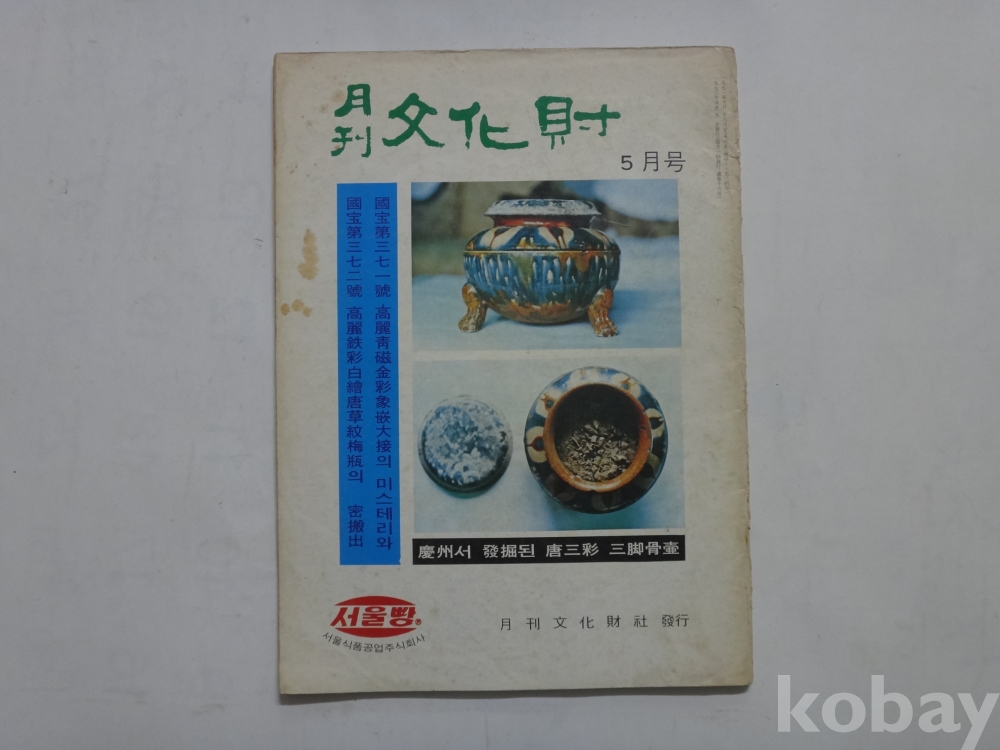 月刊 文化財
5月号
國宝第三七一號 高麗青磁金彩象嵌大接의 미스테리와
國宝第三七二號 高麗鉄彩白繪唐草紋梅瓶의 密搬出
慶州서 發掘된 唐三彩 三脚骨壷
서울빵®
서울식품공업주식회사
月刊文化財社 發行
kobay